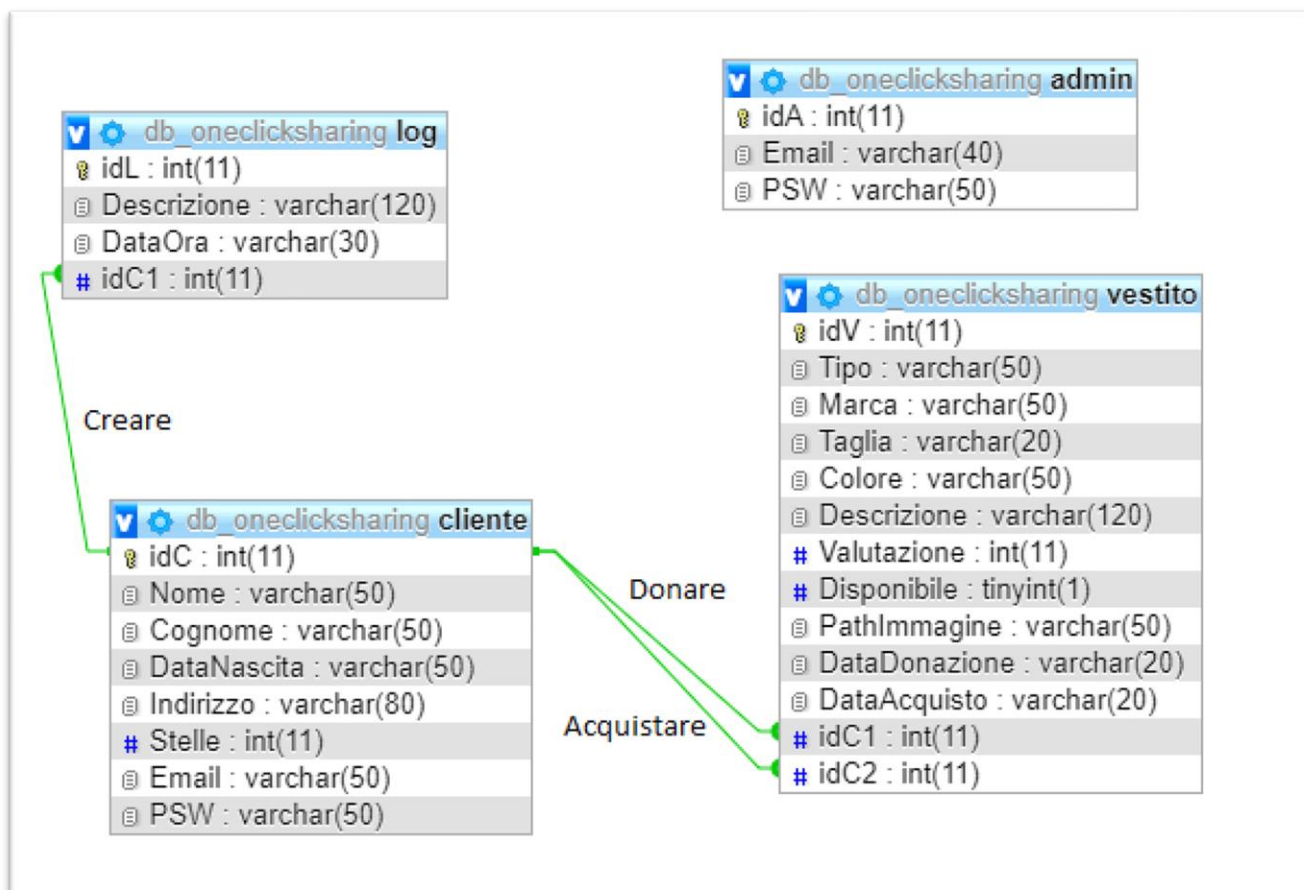 db_oneclicksharing admin
idA : int(11)
Email : varchar(40)
PSW : varchar(50)
db_oneclicksharing log
idL : int(11)
Descrizione : varchar(120)
DataOra : varchar(30)
idC1 : int(11)
Creare
db_oneclicksharing cliente
idC : int(11)
Nome : varchar(50)
Cognome : varchar(50)
DataNascita : varchar(50)
Indirizzo : varchar(80)
Stelle : int(11)
Email : varchar(50)
PSW : varchar(50)
Donare
Acquistare
db_oneclicksharing vestito
idV : int(11)
Tipo : varchar(50)
Marca : varchar(50)
Taglia : varchar(20)
Colore : varchar(50)
Descrizione : varchar(120)
Valutazione : int(11)
Disponibile : tinyint(1)
PathImmagine : varchar(50)
DataDonazione : varchar(20)
DataAcquisto : varchar(20)
idC1 : int(11)
idC2 : int(11)